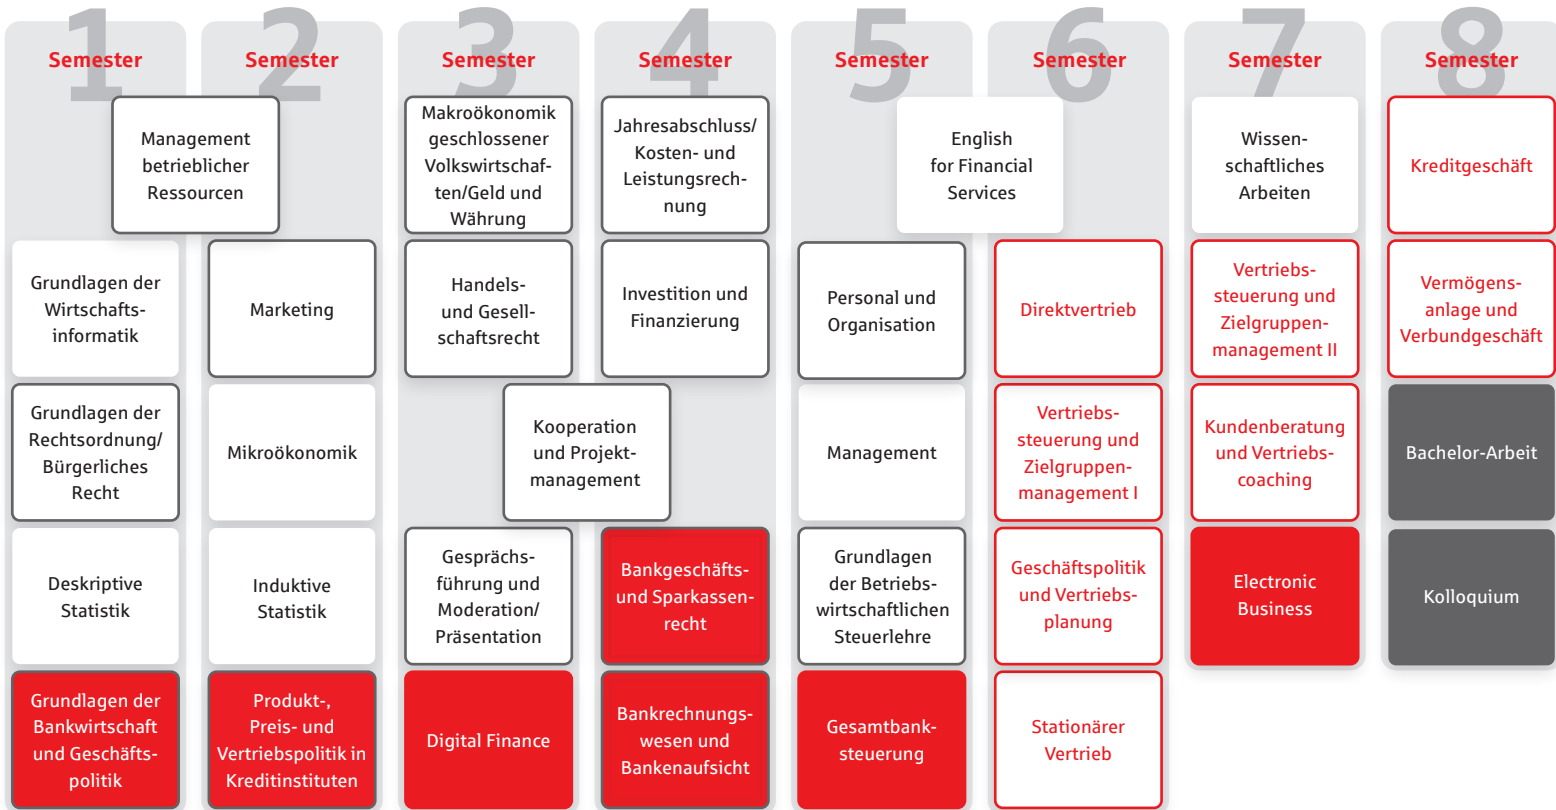 1
Semester
2
Semester
3
Semester
4
Semester
5
Semester
6
Semester
7
Semester
8
Semester
Management
betrieblicher
Ressourcen
Makroökonomik
geschlossener
Volkswirtschaf-
ten/Geld und
Währung
Jahresabschluss/
Kosten- und
Leistungsrech-
nung
English
for Financial
Services
Wissen-
schaftliches
Arbeiten
Kreditgeschäft
Grundlagen der
Wirtschafts-
informatik
Marketing
Handels-
und Gesell-
schaftsrecht
Investition und
Finanzierung
Personal und
Organisation
Direktvertrieb
Vertriebs-
steuerung und
Zielgruppen-
management II
Vermögens-
anlage und
Verbundgeschäft
Grundlagen der
Rechtsordnung/
Bürgerliches
Recht
Mikroökonomik
Kooperation
und Projekt-
management
Management
Vertriebs-
steuerung und
Zielgruppen-
management I
Kundenberatung
und Vertriebs-
coaching
Bachelor-Arbeit
Deskriptive
Statistik
Induktive
Statistik
Gesprächs-
führung und
Moderation/
Präsentation
Bankgeschäfts-
und Sparkassen-
recht
Grundlagen
der Betriebs-
wirtschaftlichen
Steuerlehre
Geschäftspolitik
und Vertriebs-
planung
Electronic
Business
Kolloquium
Grundlagen der
Bankwirtschaft
und Geschäfts-
politik
Produkt-,
Preis- und
Vertriebspolitik in
Kreditinstituten
Digital Finance
Bankrechnungs-
wesen und
Bankenaufsicht
Gesamtbank-
steuerung
Stationärer
Vertrieb